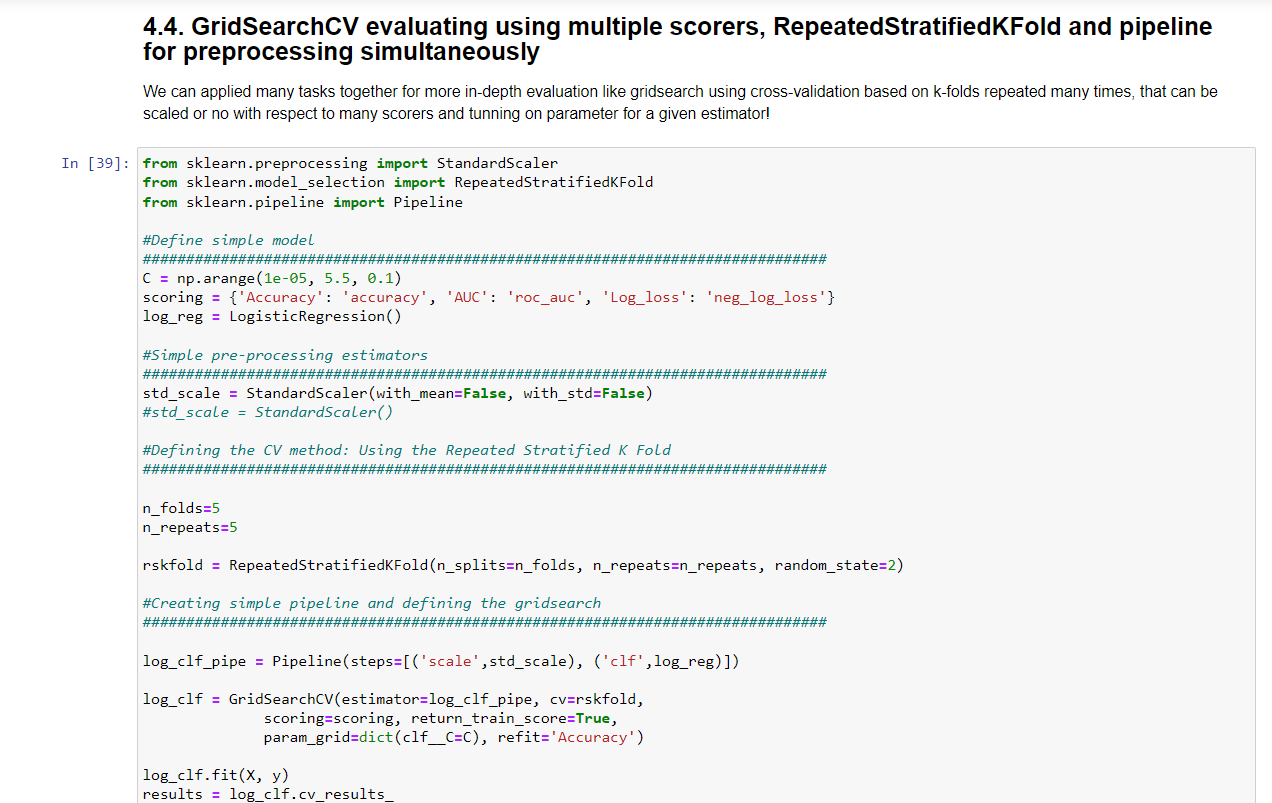 4.4. GridSearchCV evaluating using multiple scorers, RepeatedStratifiedKFold and pipeline
for preprocessing simultaneously
We can applied many tasks together for more in-depth evaluation like gridsearch using cross-validation based on k-folds repeated many times, that can be
scaled or no with respect to many scorers and tunning on parameter for a given estimator!
In [39]: from sklearn.preprocessing import StandardScaler
from sklearn.model_selection import RepeatedStratifiedKFold
from sklearn.pipeline import Pipeline
#Define simple model
###############################################################################
C = np.arange(1e-05, 5.5, 0.1)
scoring = {'Accuracy': 'accuracy', 'AUC': 'roc_auc', 'Log_loss': 'neg_log_loss'}
log_reg = LogisticRegression()
#Simple pre-processing estimators
###############################################################################
std_scale = StandardScaler(with_mean=False, with_std=False)
#std_scale = StandardScaler()
#Defining the CV method: Using the Repeated Stratified K Fold
###############################################################################
n_folds=5
n_repeats=5
rskfold = RepeatedStratifiedKFold(n_splits=n_folds, n_repeats=n_repeats, random_state=2)
#Creating simple pipeline and defining the gridsearch
###############################################################################
log_clf_pipe = Pipeline(steps=[('scale',std_scale), ('clf',log_reg)])
log_clf = GridSearchCV(estimator=log_clf_pipe, cv=rskfold,
scoring=scoring, return_train_score=True,
param_grid=dict(clf__C=C), refit='Accuracy')
log_clf.fit(X, y)
results = log_clf.cv_results_